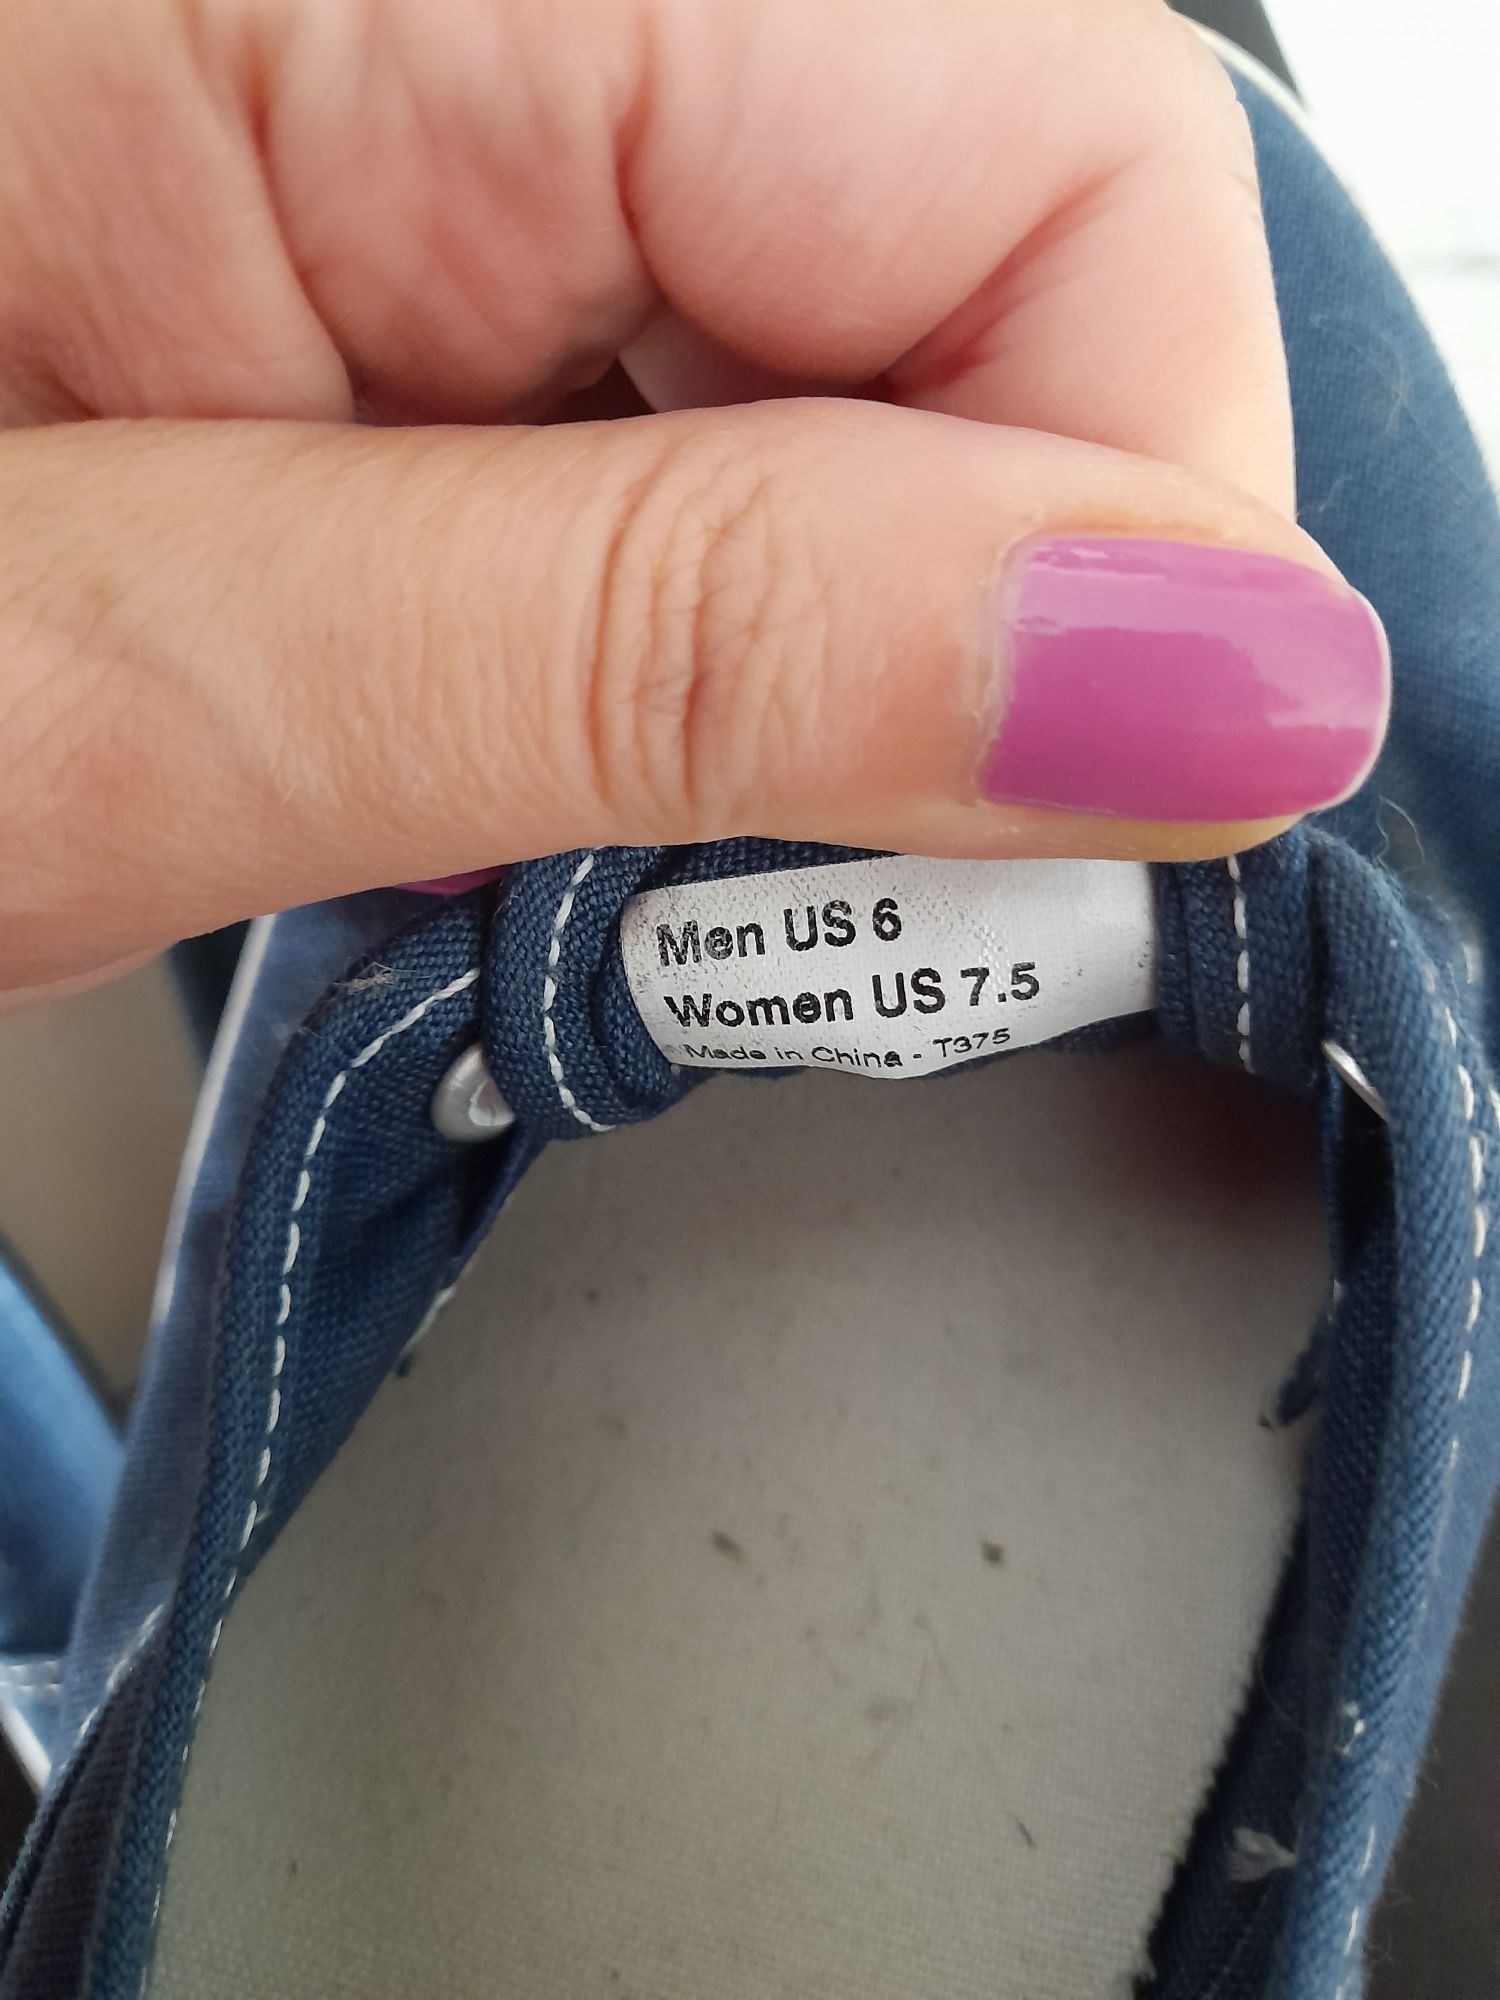 Men US 6
Women US 7.5
Made in China - T375